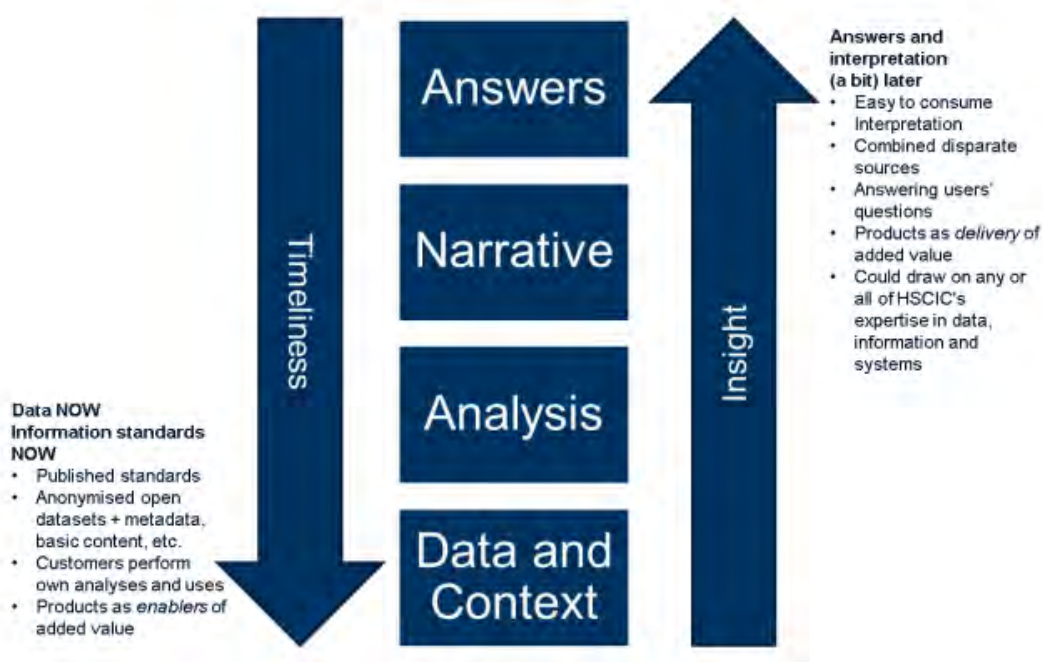 Answers
Narrative
Analysis
Data and
Context
Timeliness
Insight
Answers and
interpretation
(a bit) later
• Easy to consume
• Interpretation
• Combined disparate
sources
• Answering users'
questions
• Products as delivery of
added value
• Could draw on any or
all of HSCIC's
expertise in data,
information and
systems
Data NOW
Information standards
NOW
• Published standards
• Anonymised open
datasets + metadata,
basic content, etc.
• Customers perform
own analyses and uses
• Products as enablers of
added value